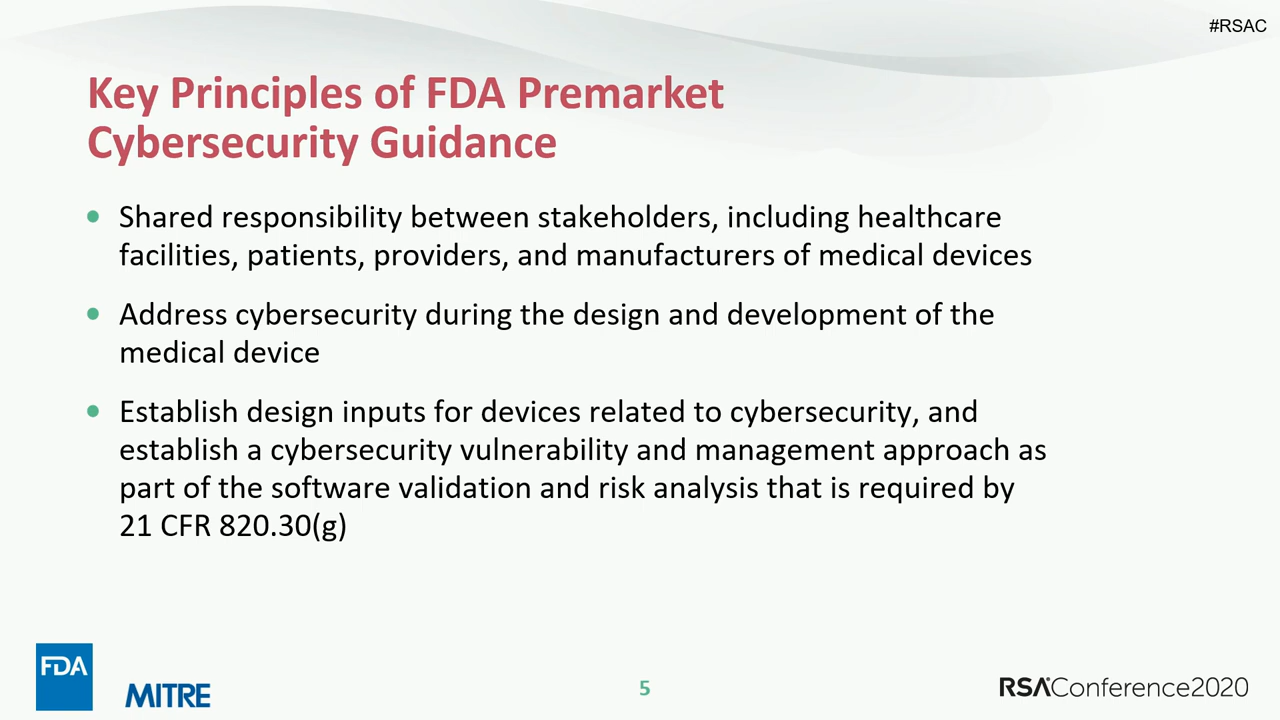 #RSAC
Key Principles of FDA Premarket
Cybersecurity Guidance
• Shared responsibility between stakeholders, including healthcare
facilities, patients, providers, and manufacturers of medical devices
• Address cybersecurity during the design and development of the
medical device
• Establish design inputs for devices related to cybersecurity, and
establish a cybersecurity vulnerability and management approach as
part of the software validation and risk analysis that is required by
21 CFR 820.30(g)
FDA
MITRE
5
RSAConference2020